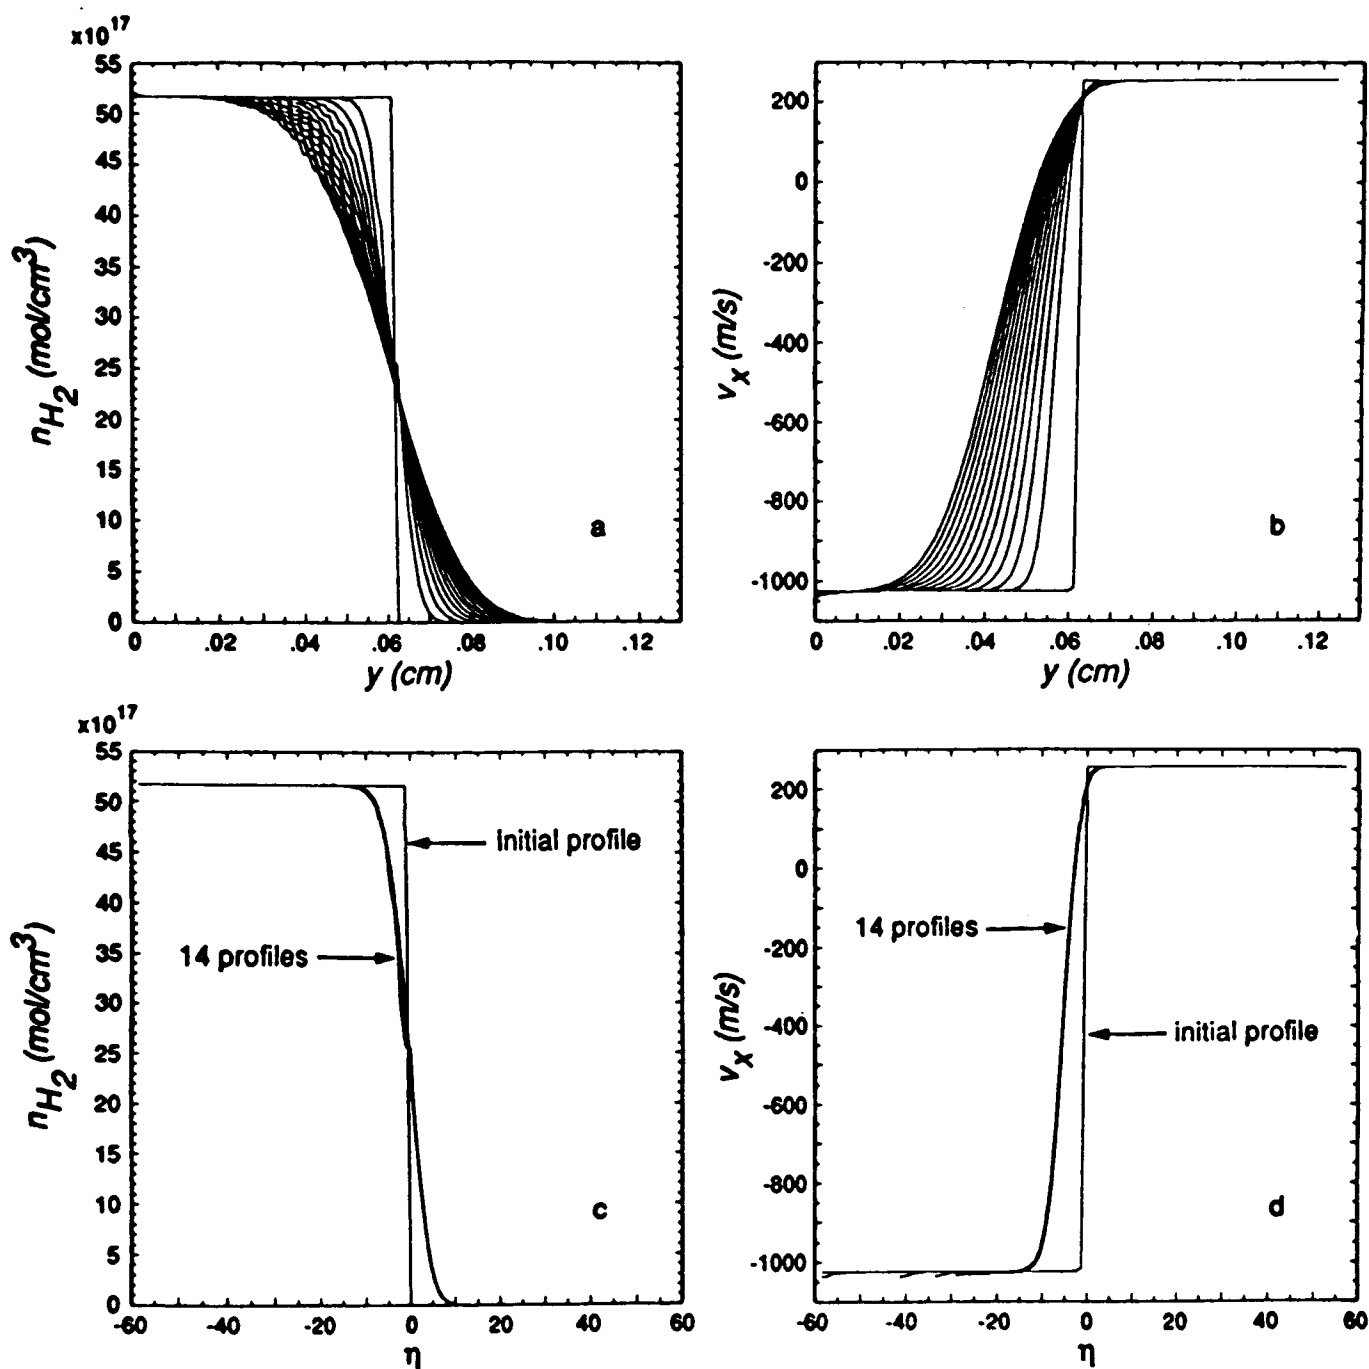 x10^17
55
50
45
40
35
30
25
20
15
10
5
0
n_H2 (mol/cm^3)
0 .02 .04 .06 .08 .10 .12
y (cm)
a
200
0
-200
-400
-600
-800
-1000
v_x (m/s)
0 .02 .04 .06 .08 .10 .12
y (cm)
b
x10^17
55
50
45
40
35
30
25
20
15
10
5
0
n_H2 (mol/cm^3)
initial profile
14 profiles
c
-60 -40 -20 0 20 40 60
η
200
0
-200
-400
-600
-800
-1000
v_x (m/s)
14 profiles
initial profile
d
-60 -40 -20 0 20 40 60
η